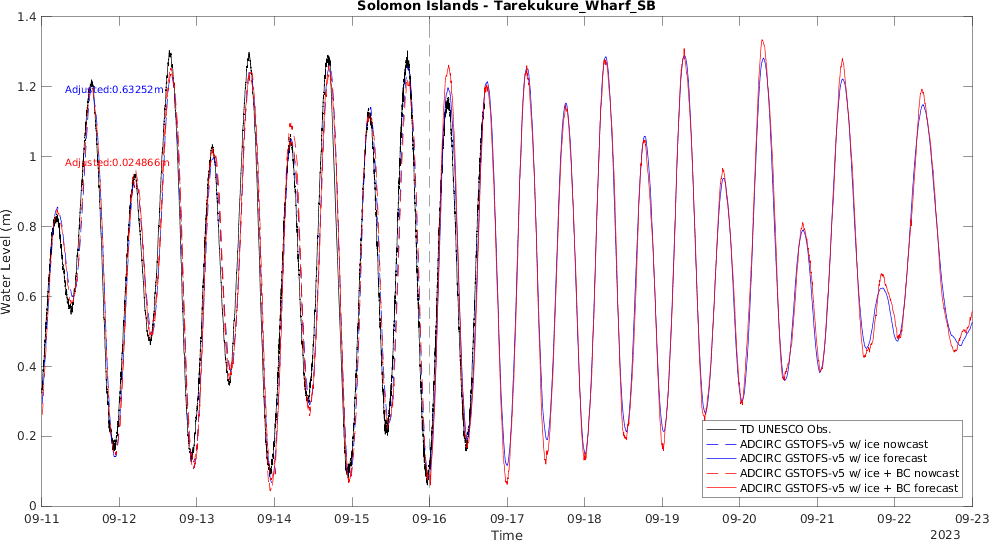 Solomon Islands - Tarekukure_Wharf_SB
1.4
1.2
1
0.8
0.6
0.4
0.2
0
Water Level (m)
Adjusted:0.63252m
Adjusted:0.024866m
TD UNESCO Obs.
ADCIRC GSTOFS-v5 w/ ice nowcast
ADCIRC GSTOFS-v5 w/ ice forecast
ADCIRC GSTOFS-v5 w/ ice + BC nowcast
ADCIRC GSTOFS-v5 w/ ice + BC forecast
09-11 09-12 09-13 09-14 09-15 09-16 09-17 09-18 09-19 09-20 09-21 09-22 09-23
Time
2023